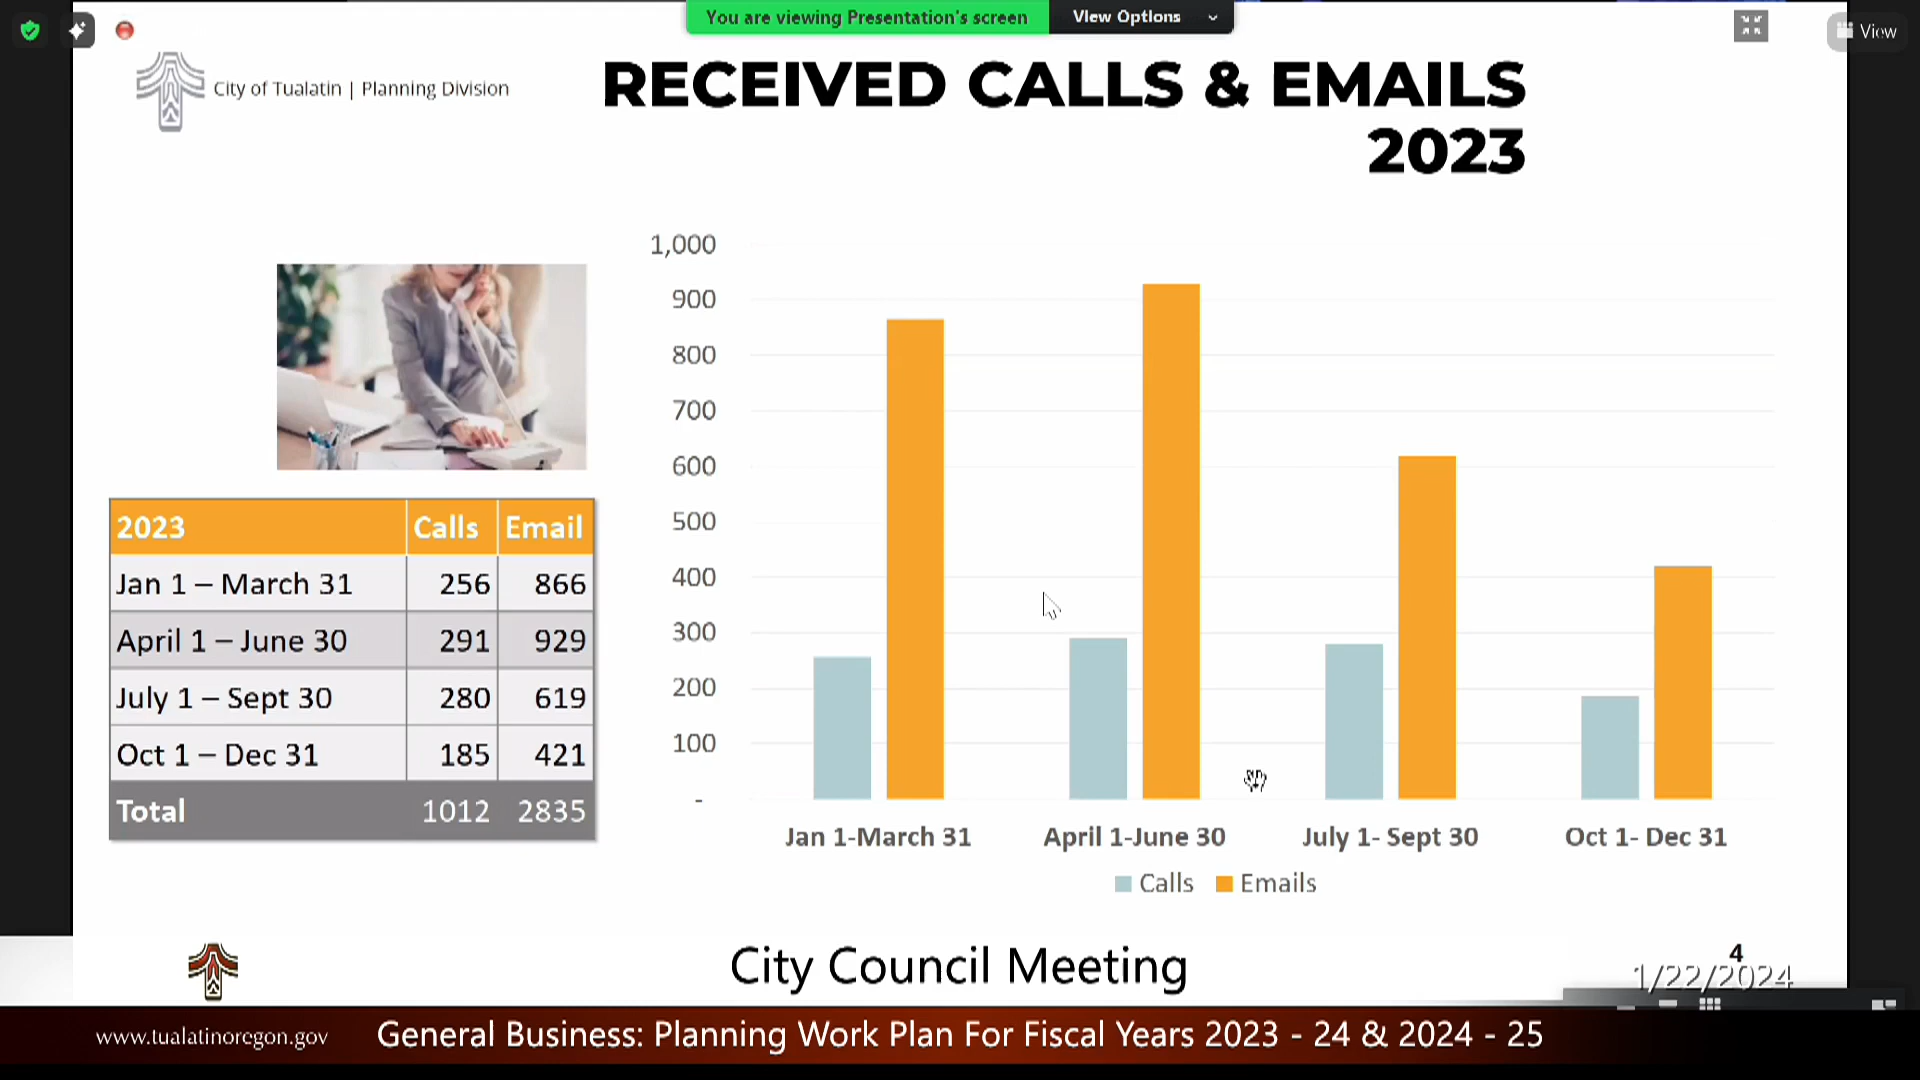 You are viewing Presentation's screen
View Options
View
City of Tualatin | Planning Division
RECEIVED CALLS & EMAILS
2023
1,000
900
800
700
600
500
400
300
200
100
-
Jan 1-March 31 April 1-June 30 July 1- Sept 30 Oct 1- Dec 31
Calls Emails
2023 Calls Email
Jan 1 – March 31 256 866
April 1 – June 30 291 929
July 1 – Sept 30 280 619
Oct 1 – Dec 31 185 421
Total 1012 2835
City Council Meeting
4
1/22/2024
www.tualatinoregon.gov
General Business: Planning Work Plan For Fiscal Years 2023 - 24 & 2024 - 25